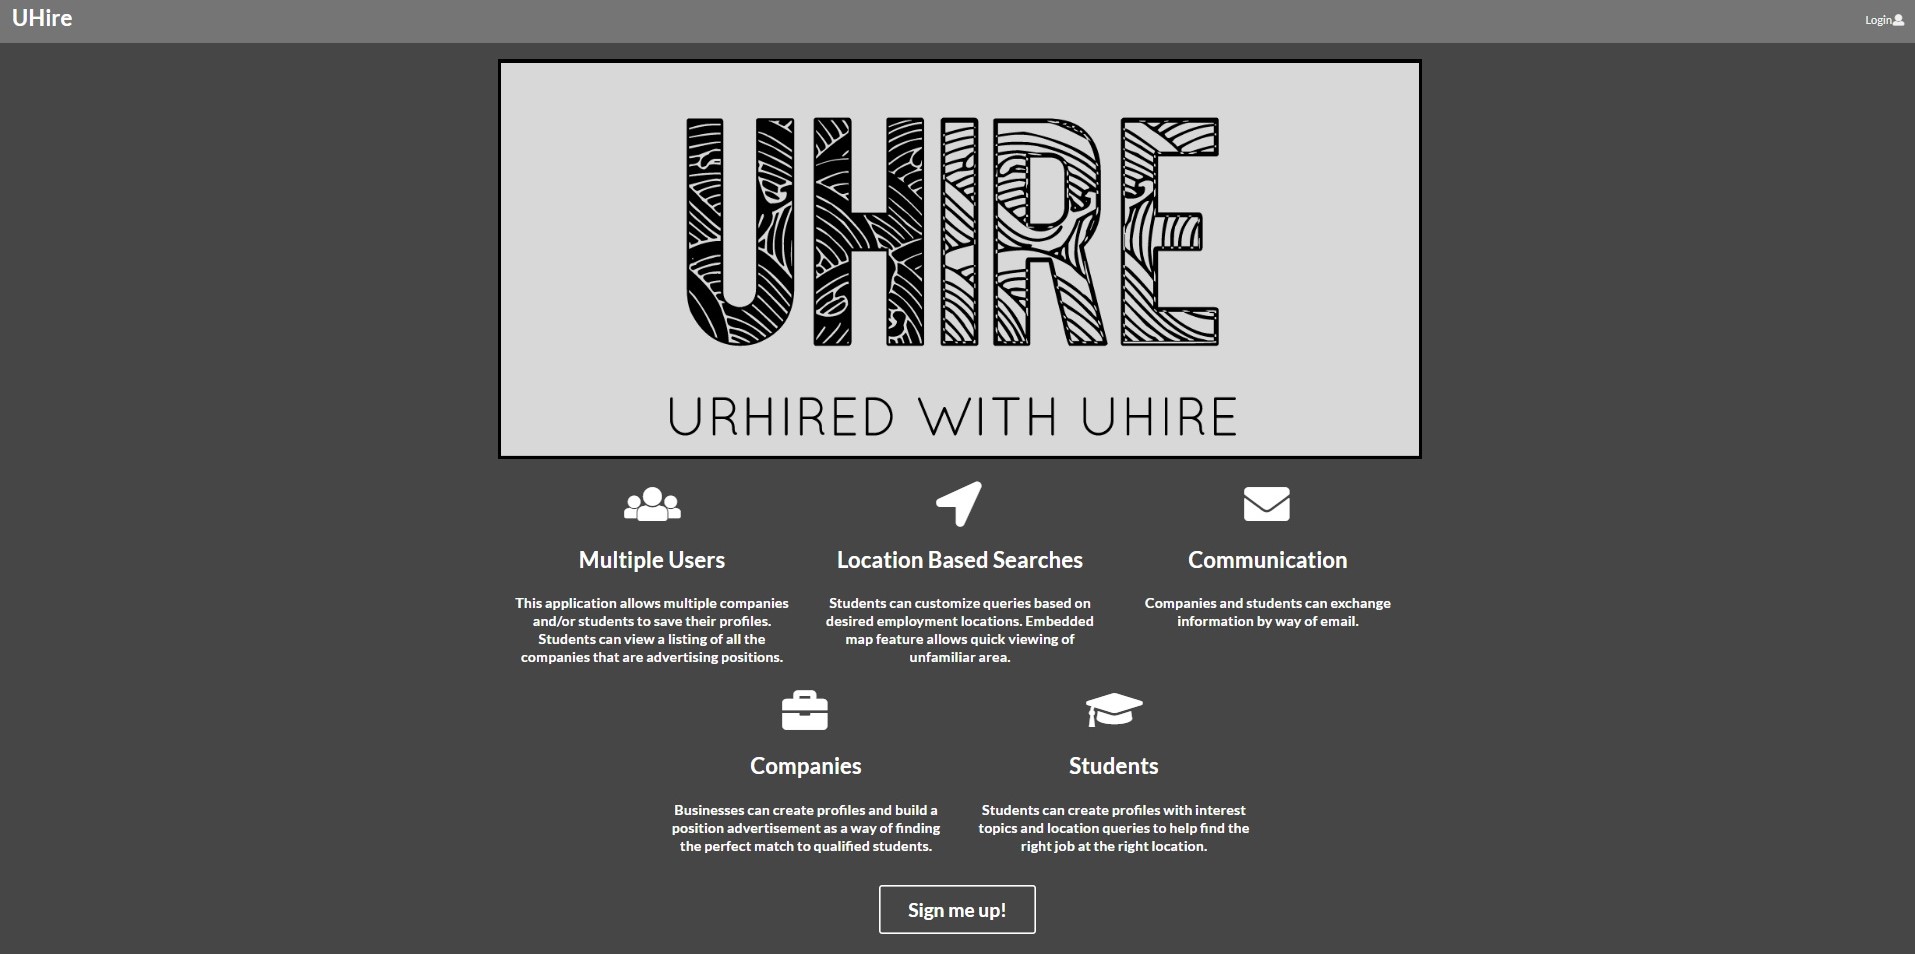 UHire
Login
UHIRE
URHIRED WITH UHIRE
Multiple Users
This application allows multiple companies
and/or students to save their profiles.
Students can view a listing of all the
companies that are advertising positions.
Location Based Searches
Students can customize queries based on
desired employment locations. Embedded
map feature allows quick viewing of
unfamiliar area.
Communication
Companies and students can exchange
information by way of email.
Companies
Businesses can create profiles and build a
position advertisement as a way of finding
the perfect match to qualified students.
Students
Students can create profiles with interest
topics and location queries to help find the
right job at the right location.
Sign me up!